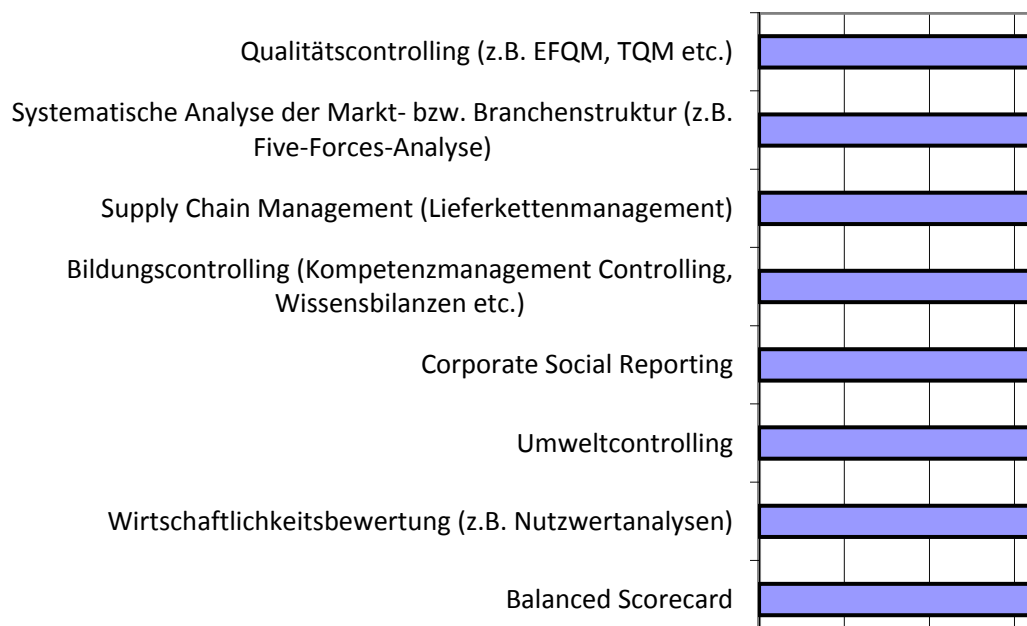 Qualitätscontrolling (z.B. EFQM, TQM etc.)
Systematische Analyse der Markt- bzw. Branchenstruktur (z.B.
Five-Forces-Analyse)
Supply Chain Management (Lieferkettenmanagement)
Bildungscontrolling (Kompetenzmanagement Controlling,
Wissensbilanzen etc.)
Corporate Social Reporting
Umweltcontrolling
Wirtschaftlichkeitsbewertung (z.B. Nutzwertanalysen)
Balanced Scorecard